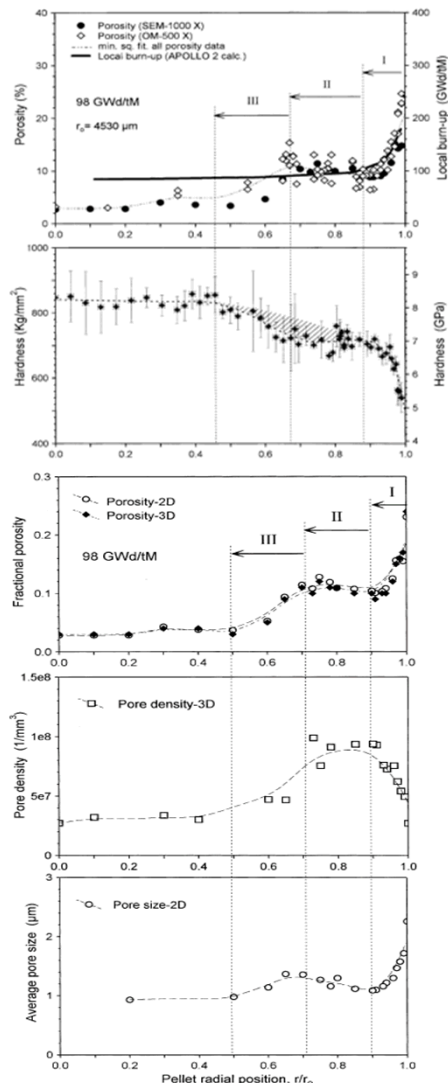 Porosity (SEM-1000 X)
Porosity (OM-500 X)
min. sq. fit. all porosity data
Local burn-up (APOLLO 2 calc.)
40
30
20
10
0
Porosity (%)
400
300
200
100
0
Local burn-up (GWd/tM)
98 GWd/tM
r₀= 4530 µm
III
II
I
0.0 0.2 0.4 0.6 0.8 1.0
1000
800
600
400
Hardness (Kg/mm²)
9
8
7
6
5
4
Hardness (GPa)
0.0 0.2 0.4 0.6 0.8 1.0
0.3
0.2
0.1
0.0
Fractional porosity
Porosity-2D
Porosity-3D
98 GWd/tM
III
II
I
0.0 0.2 0.4 0.6 0.8 1.0
1.5e8
1e8
5e7
0
Pore density (1/mm³)
Pore density-3D
0.0 0.2 0.4 0.6 0.8 1.0
2
1
0
Average pore size (µm)
Pore size-2D
0.0 0.2 0.4 0.6 0.8 1.0
Pellet radial position, r/r₀